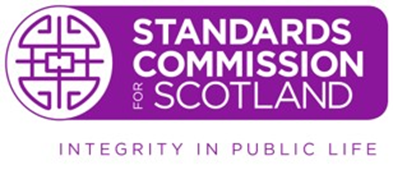 STANDARDS
COMMISSION
FOR SCOTLAND
INTEGRITY IN PUBLIC LIFE